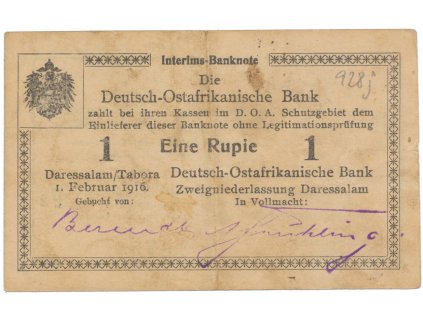 Interims-Banknote
928j
Die
Deutsch-Ostafrikanische Bank
zahlt bei ihren Kassen im D. O. A. Schutzgebiet dem
Einlieferer dieser Banknote ohne Legitimationsprüfung
1 Eine Rupie 1
Daressalam/Tabora
1. Februar 1916.
Gebucht von:
Deutsch-Ostafrikanische Bank
Zweigniederlassung Daressalam
In Vollmacht: